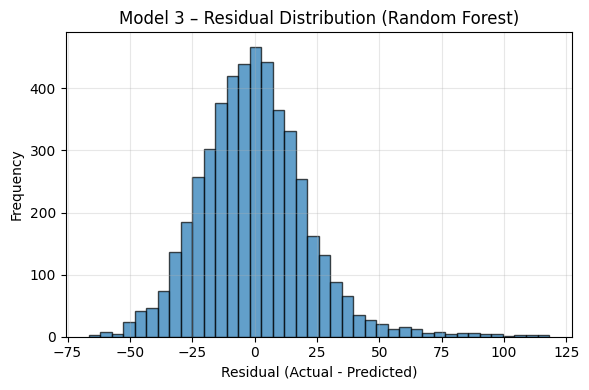 Model 3 – Residual Distribution (Random Forest)
Frequency
400
300
200
100
0
−75 −50 −25 0 25 50 75 100 125
Residual (Actual - Predicted)